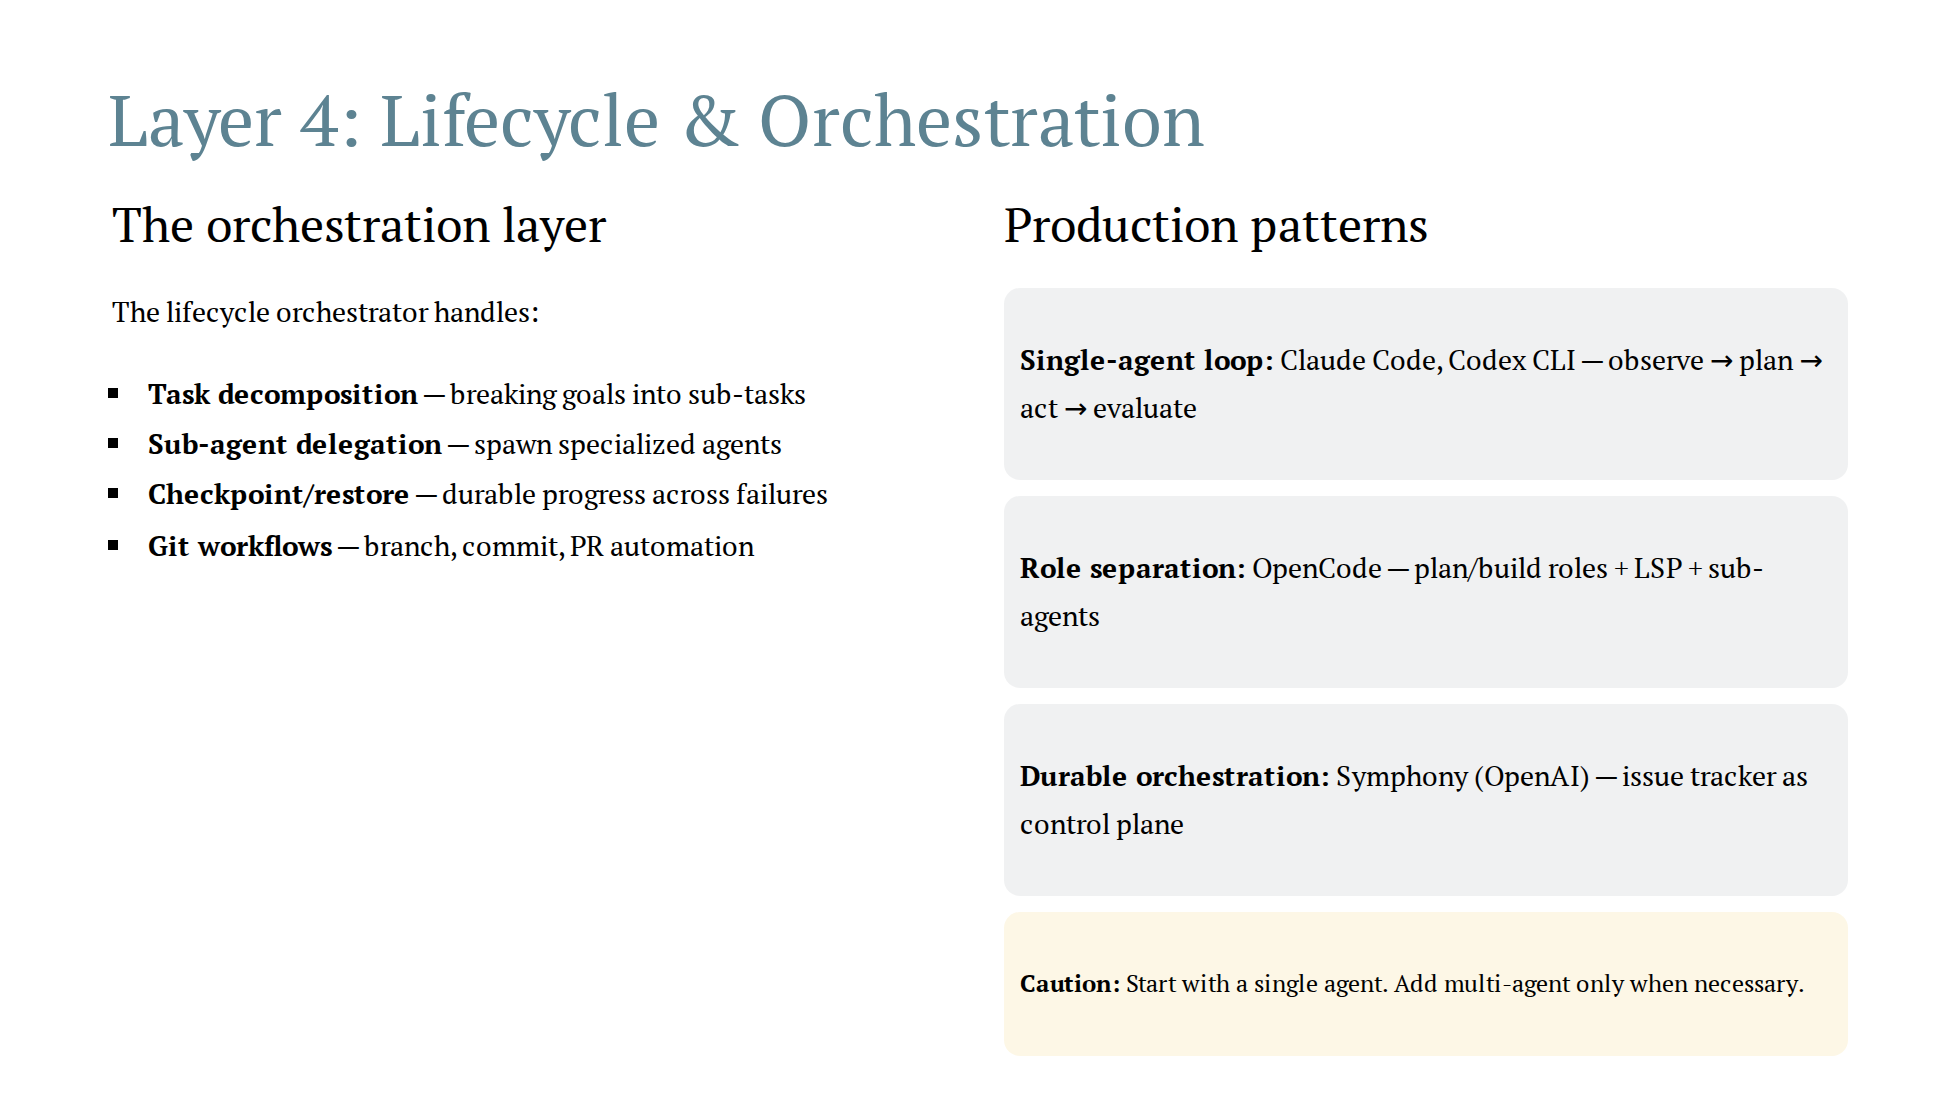 Layer 4: Lifecycle & Orchestration
The orchestration layer
The lifecycle orchestrator handles:
▪ Task decomposition — breaking goals into sub-tasks
▪ Sub-agent delegation — spawn specialized agents
▪ Checkpoint/restore — durable progress across failures
▪ Git workflows — branch, commit, PR automation
Production patterns
Single-agent loop: Claude Code, Codex CLI — observe → plan →
act → evaluate
Role separation: OpenCode — plan/build roles + LSP + sub-
agents
Durable orchestration: Symphony (OpenAI) — issue tracker as
control plane
Caution: Start with a single agent. Add multi-agent only when necessary.